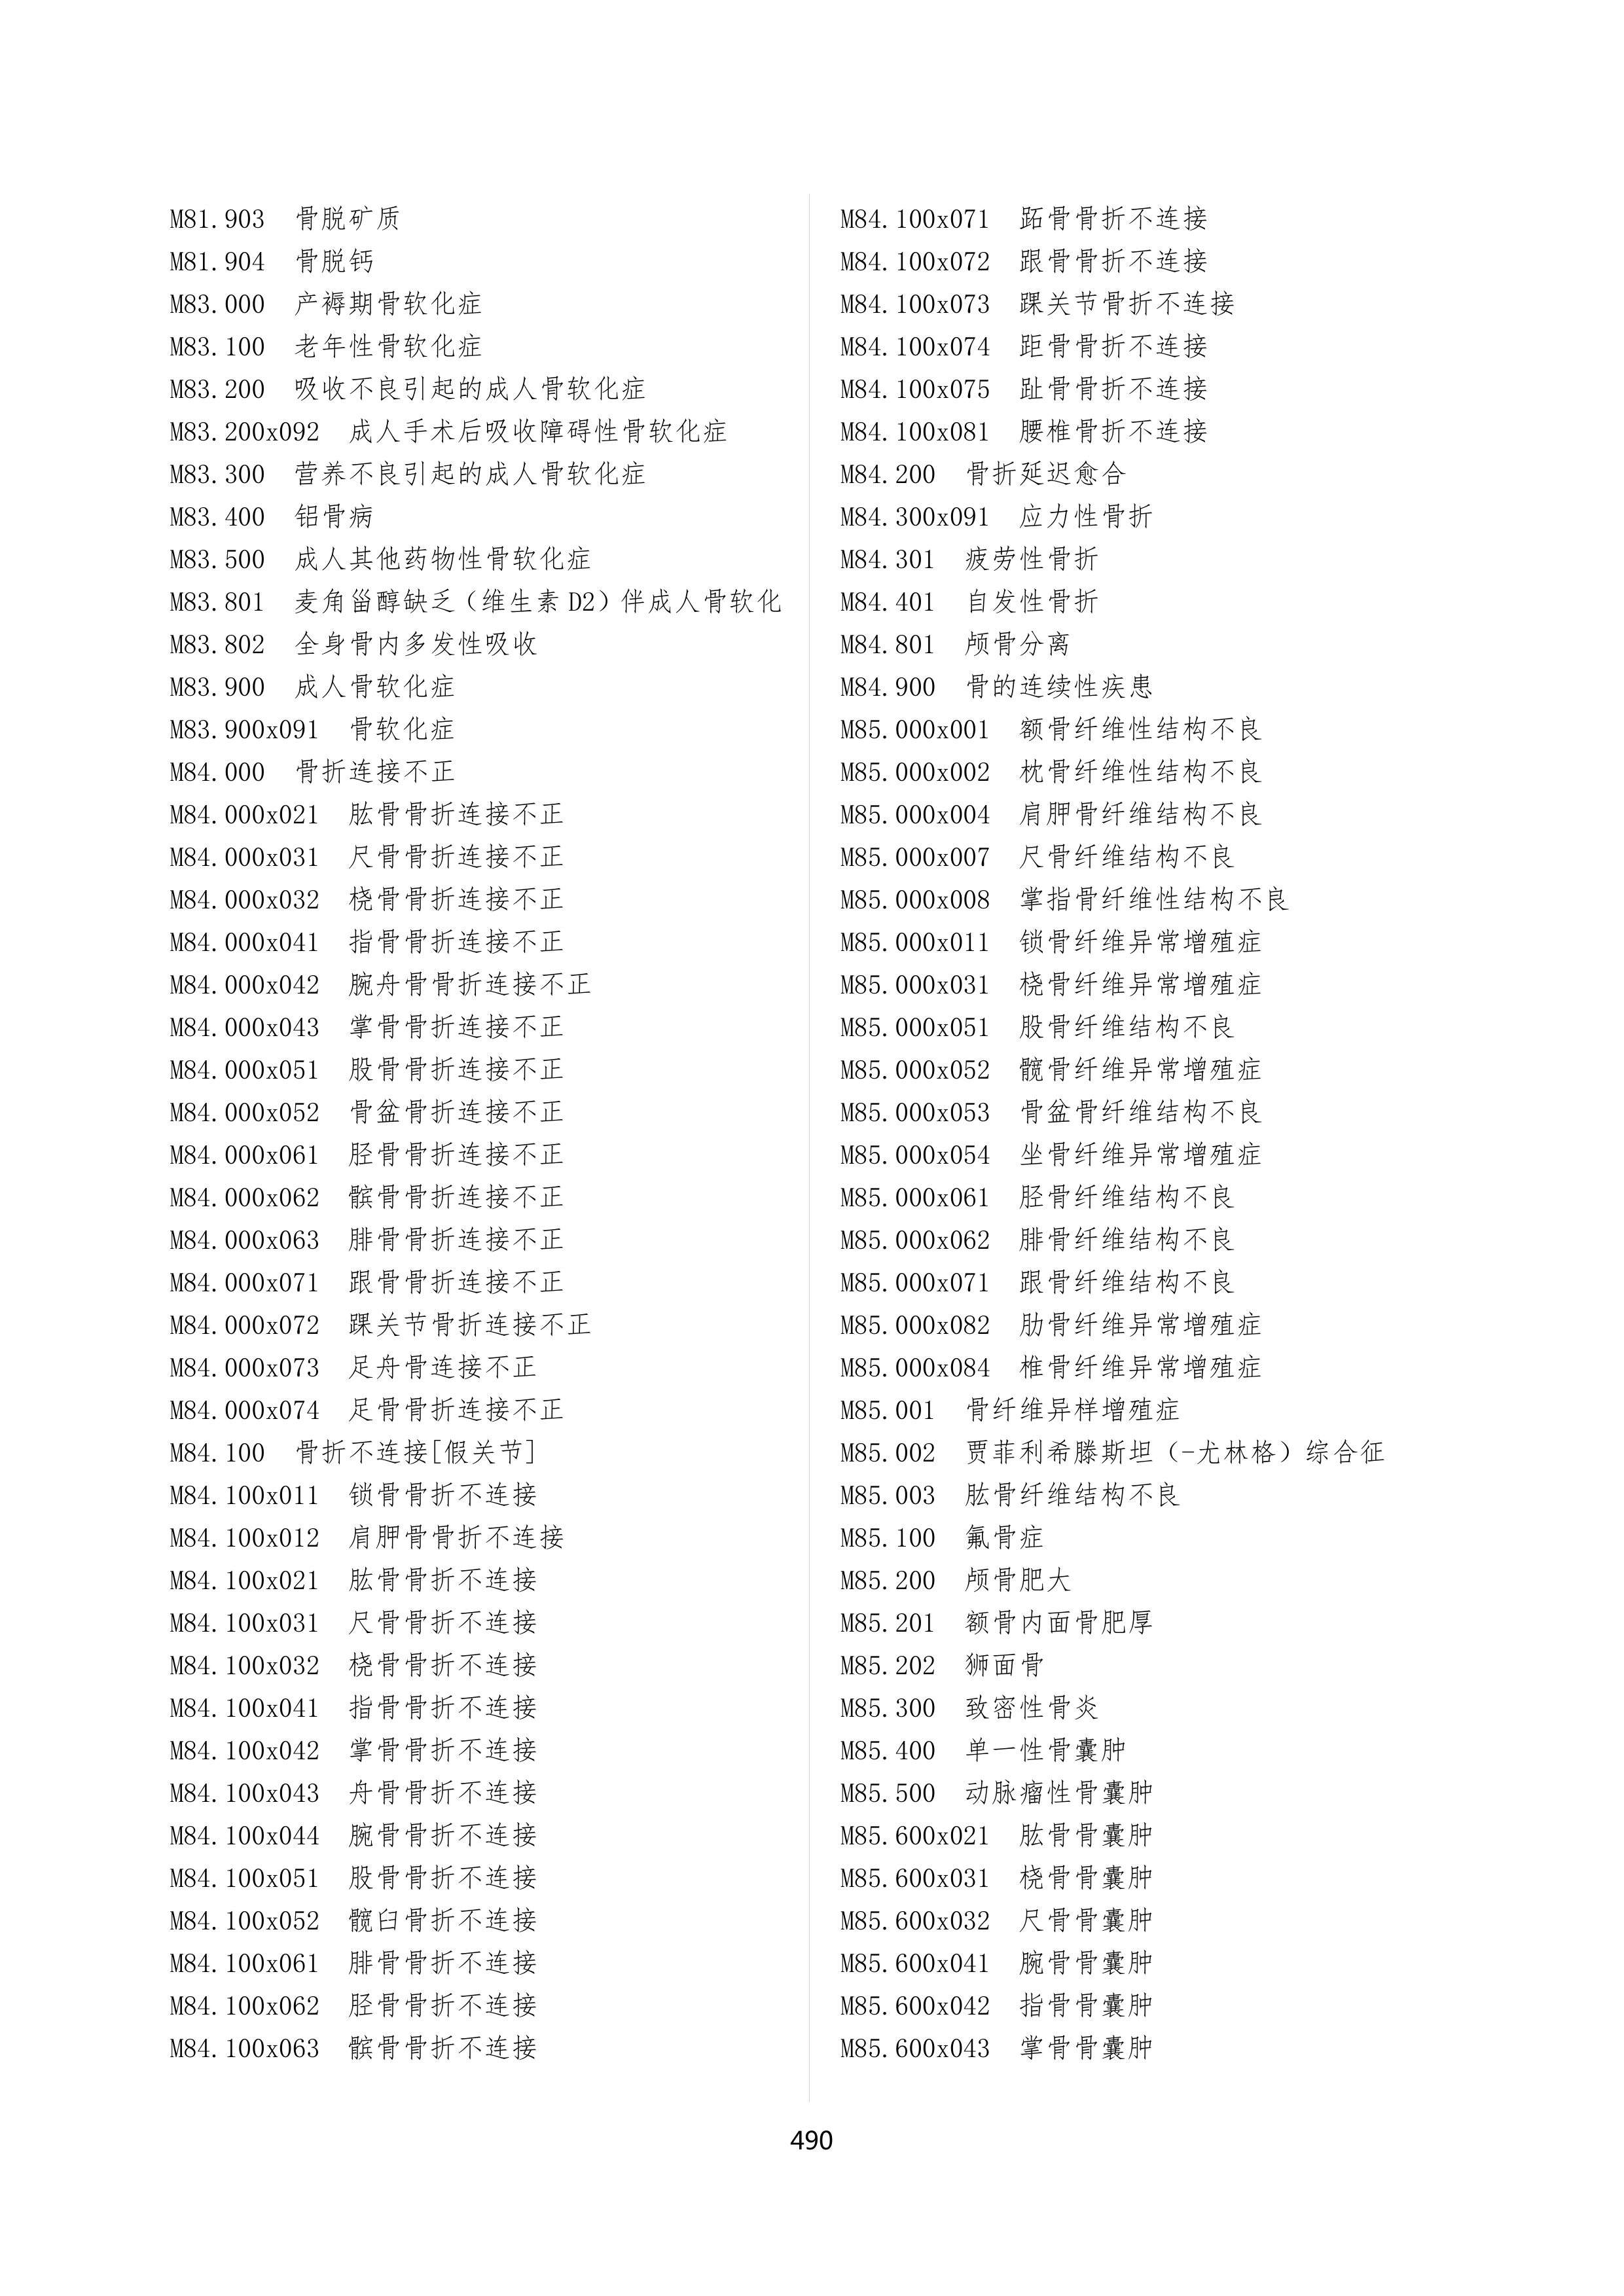 M81.903 骨脱矿质
M81.904 骨脱钙
M83.000 产褥期骨软化症
M83.100 老年性骨软化症
M83.200 吸收不良引起的成人骨软化症
M83.200x092 成人手术后吸收障碍性骨软化症
M83.300 营养不良引起的成人骨软化症
M83.400 铝骨病
M83.500 成人其他药物性骨软化症
M83.801 麦角甾醇缺乏（维生素 D2）伴成人骨软化
M83.802 全身骨内多发性吸收
M83.900 成人骨软化症
M83.900x091 骨软化症
M84.000 骨折连接不正
M84.000x021 肱骨骨折连接不正
M84.000x031 尺骨骨折连接不正
M84.000x032 桡骨骨折连接不正
M84.000x041 指骨骨折连接不正
M84.000x042 腕舟骨骨折连接不正
M84.000x043 掌骨骨折连接不正
M84.000x051 股骨骨折连接不正
M84.000x052 骨盆骨折连接不正
M84.000x061 胫骨骨折连接不正
M84.000x062 髌骨骨折连接不正
M84.000x063 腓骨骨折连接不正
M84.000x071 跟骨骨折连接不正
M84.000x072 踝关节骨折连接不正
M84.000x073 足舟骨连接不正
M84.000x074 足骨骨折连接不正
M84.100 骨折不连接[假关节]
M84.100x011 锁骨骨折不连接
M84.100x012 肩胛骨骨折不连接
M84.100x021 肱骨骨折不连接
M84.100x031 尺骨骨折不连接
M84.100x032 桡骨骨折不连接
M84.100x041 指骨骨折不连接
M84.100x042 掌骨骨折不连接
M84.100x043 舟骨骨折不连接
M84.100x044 腕骨骨折不连接
M84.100x051 股骨骨折不连接
M84.100x052 髋臼骨折不连接
M84.100x061 腓骨骨折不连接
M84.100x062 胫骨骨折不连接
M84.100x063 髌骨骨折不连接
M84.100x071 跖骨骨折不连接
M84.100x072 跟骨骨折不连接
M84.100x073 踝关节骨折不连接
M84.100x074 距骨骨折不连接
M84.100x075 趾骨骨折不连接
M84.100x081 腰椎骨折不连接
M84.200 骨折延迟愈合
M84.300x091 应力性骨折
M84.301 疲劳性骨折
M84.401 自发性骨折
M84.801 颅骨分离
M84.900 骨的连续性疾患
M85.000x001 额骨纤维性结构不良
M85.000x002 枕骨纤维性结构不良
M85.000x004 肩胛骨纤维结构不良
M85.000x007 尺骨纤维结构不良
M85.000x008 掌指骨纤维性结构不良
M85.000x011 锁骨纤维异常增殖症
M85.000x031 桡骨纤维异常增殖症
M85.000x051 股骨纤维结构不良
M85.000x052 髋骨纤维异常增殖症
M85.000x053 骨盆骨纤维结构不良
M85.000x054 坐骨纤维异常增殖症
M85.000x061 胫骨纤维结构不良
M85.000x062 腓骨纤维结构不良
M85.000x071 跟骨纤维结构不良
M85.000x082 肋骨纤维异常增殖症
M85.000x084 椎骨纤维异常增殖症
M85.001 骨纤维异样增殖症
M85.002 贾菲利希滕斯坦（-尤林格）综合征
M85.003 肱骨纤维结构不良
M85.100 氟骨症
M85.200 颅骨肥大
M85.201 额骨内面骨肥厚
M85.202 狮面骨
M85.300 致密性骨炎
M85.400 单一性骨囊肿
M85.500 动脉瘤性骨囊肿
M85.600x021 肱骨骨囊肿
M85.600x031 桡骨骨囊肿
M85.600x032 尺骨骨囊肿
M85.600x041 腕骨骨囊肿
M85.600x042 指骨骨囊肿
M85.600x043 掌骨骨囊肿
490